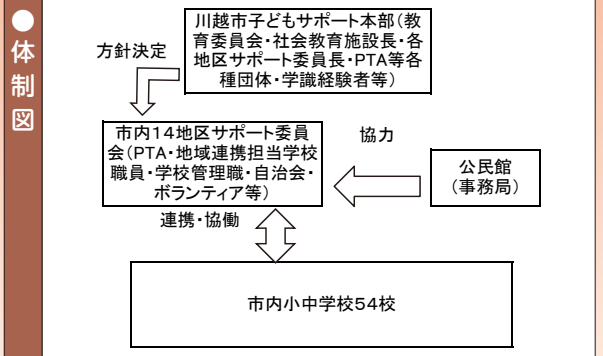 ●体制図
川越市子どもサポート本部(教
育委員会・社会教育施設長・各
地区サポート委員長・PTA等各
種団体・学識経験者等)
方針決定
市内14地区サポート委員
会(PTA・地域連携担当学校
職員・学校管理職・自治会・
ボランティア等)
協力
公民館
(事務局)
連携・協働
市内小中学校54校